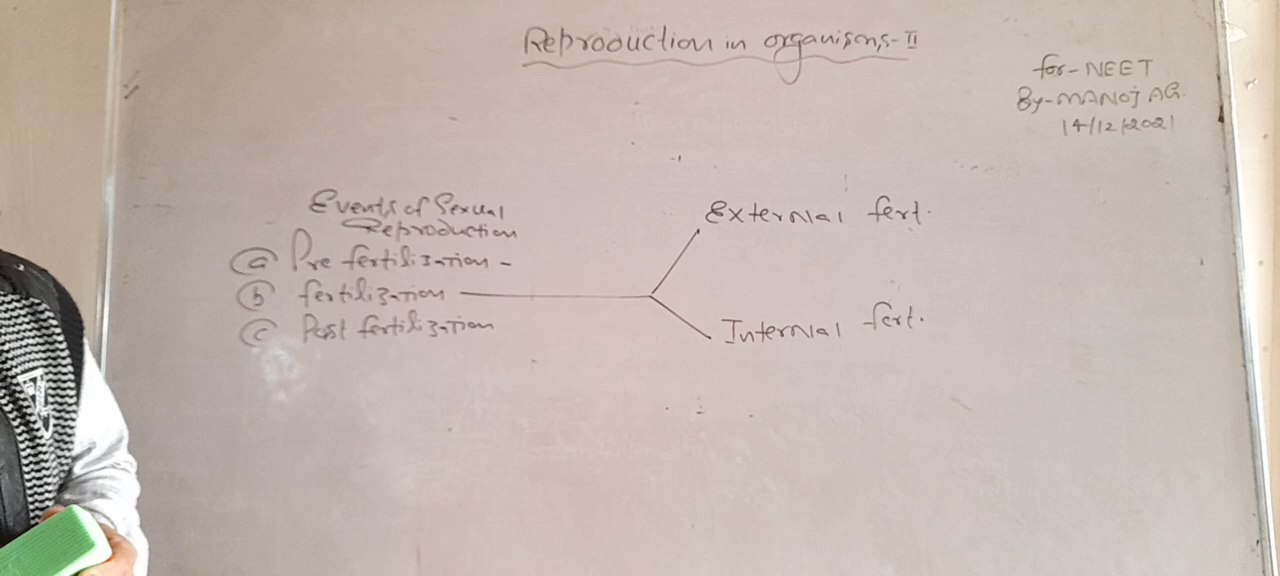 Reproduction in organisons-II
for-NEET
By-MANOJ AG.
14/12/2021
Events of Sexual
Reproduction
(a) Pre fertilization -
(b) fertilization
(c) Post fertilization
External fert.
Internal fert.